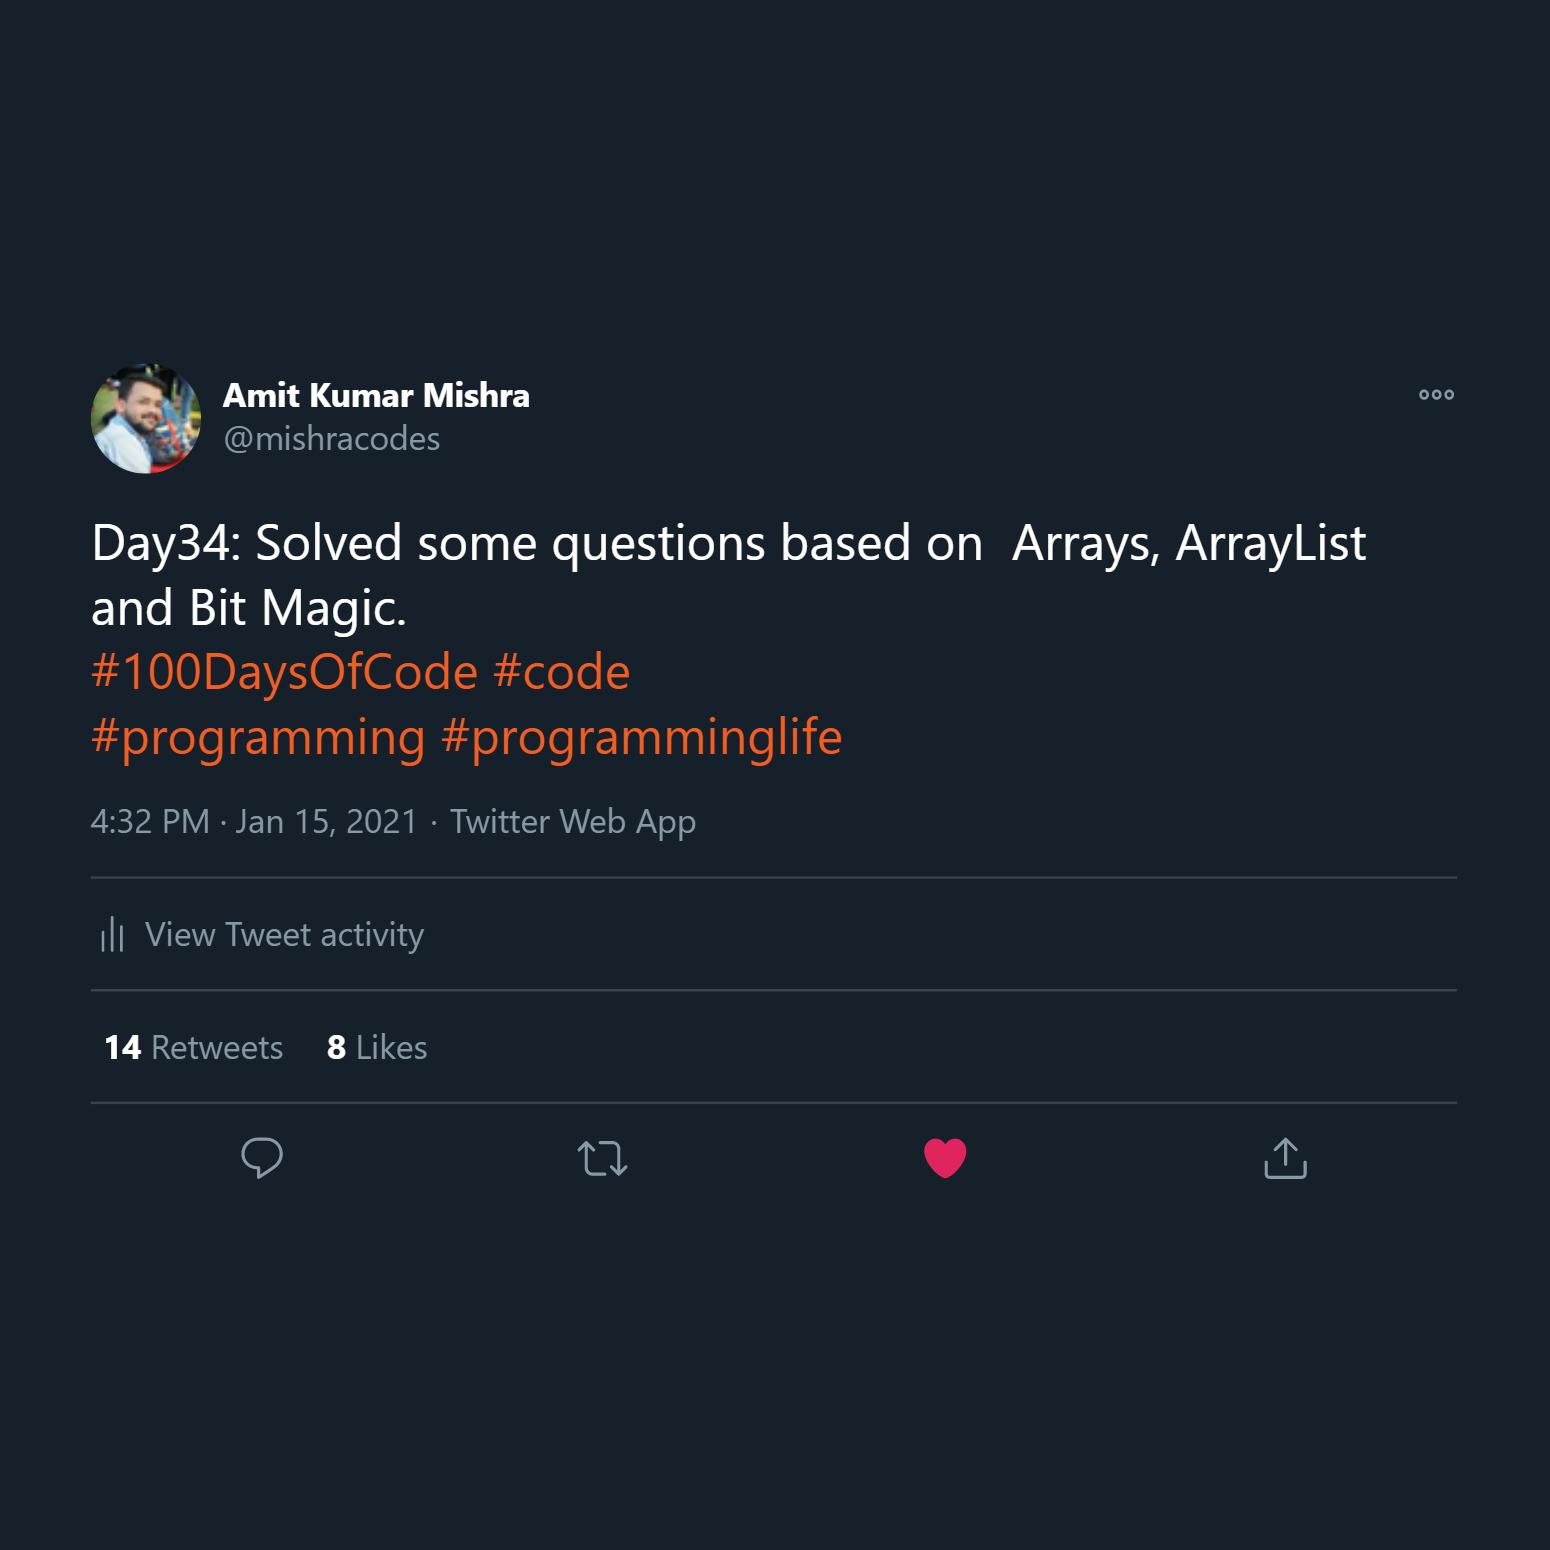 Amit Kumar Mishra
@mishracodes
Day34: Solved some questions based on  Arrays, ArrayList
and Bit Magic.
#100DaysOfCode #code
#programming #programminglife
4:32 PM · Jan 15, 2021 · Twitter Web App
View Tweet activity
14 Retweets 8 Likes